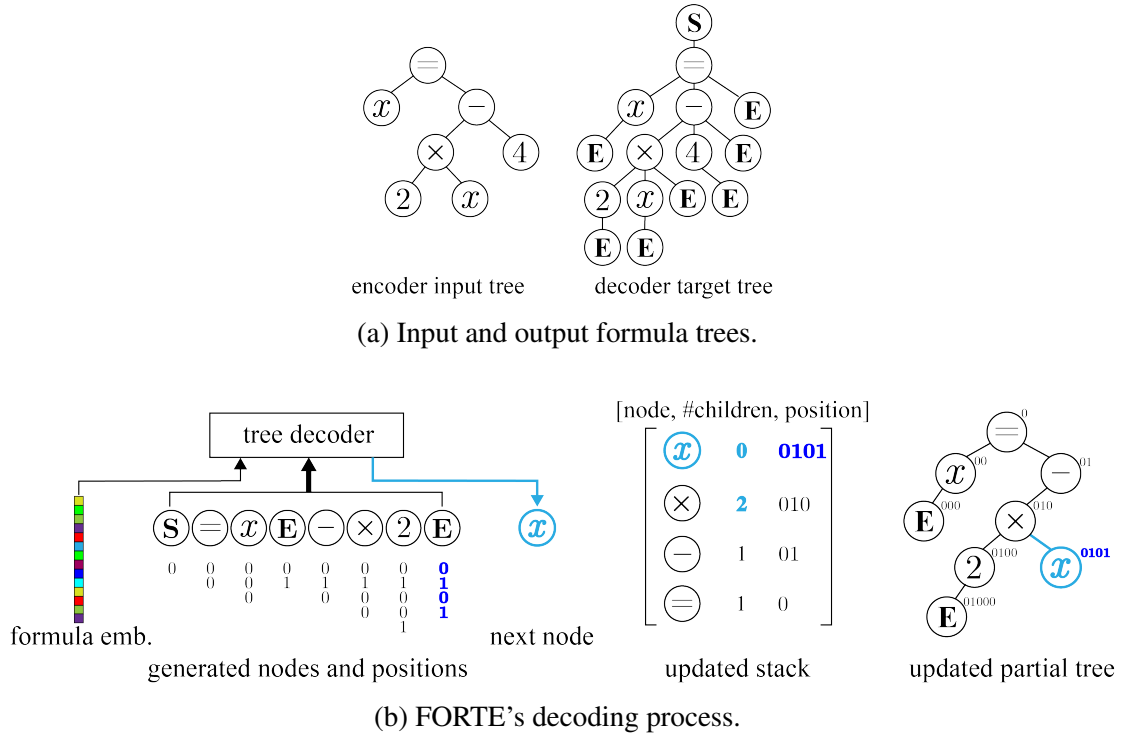 S
=
x −
× 4
2 x
encoder input tree
S
=
x − E
E × 4 E
2 x E E
E E
decoder target tree
(a) Input and output formula trees.
tree decoder
S = x E − × 2 E
x
0 0 0 0 0 0 0 0
0 0 1 1 1 1 1
0 0 0 0 0
0 0 1
1
formula emb.
next node
generated nodes and positions
[node, #children, position]
x 0 0101
× 2 010
− 1 01
= 1 0
updated stack
= 0
x 00 − 01
E 000 × 010
2 0100 x 0101
E 01000
updated partial tree
(b) FORTE's decoding process.